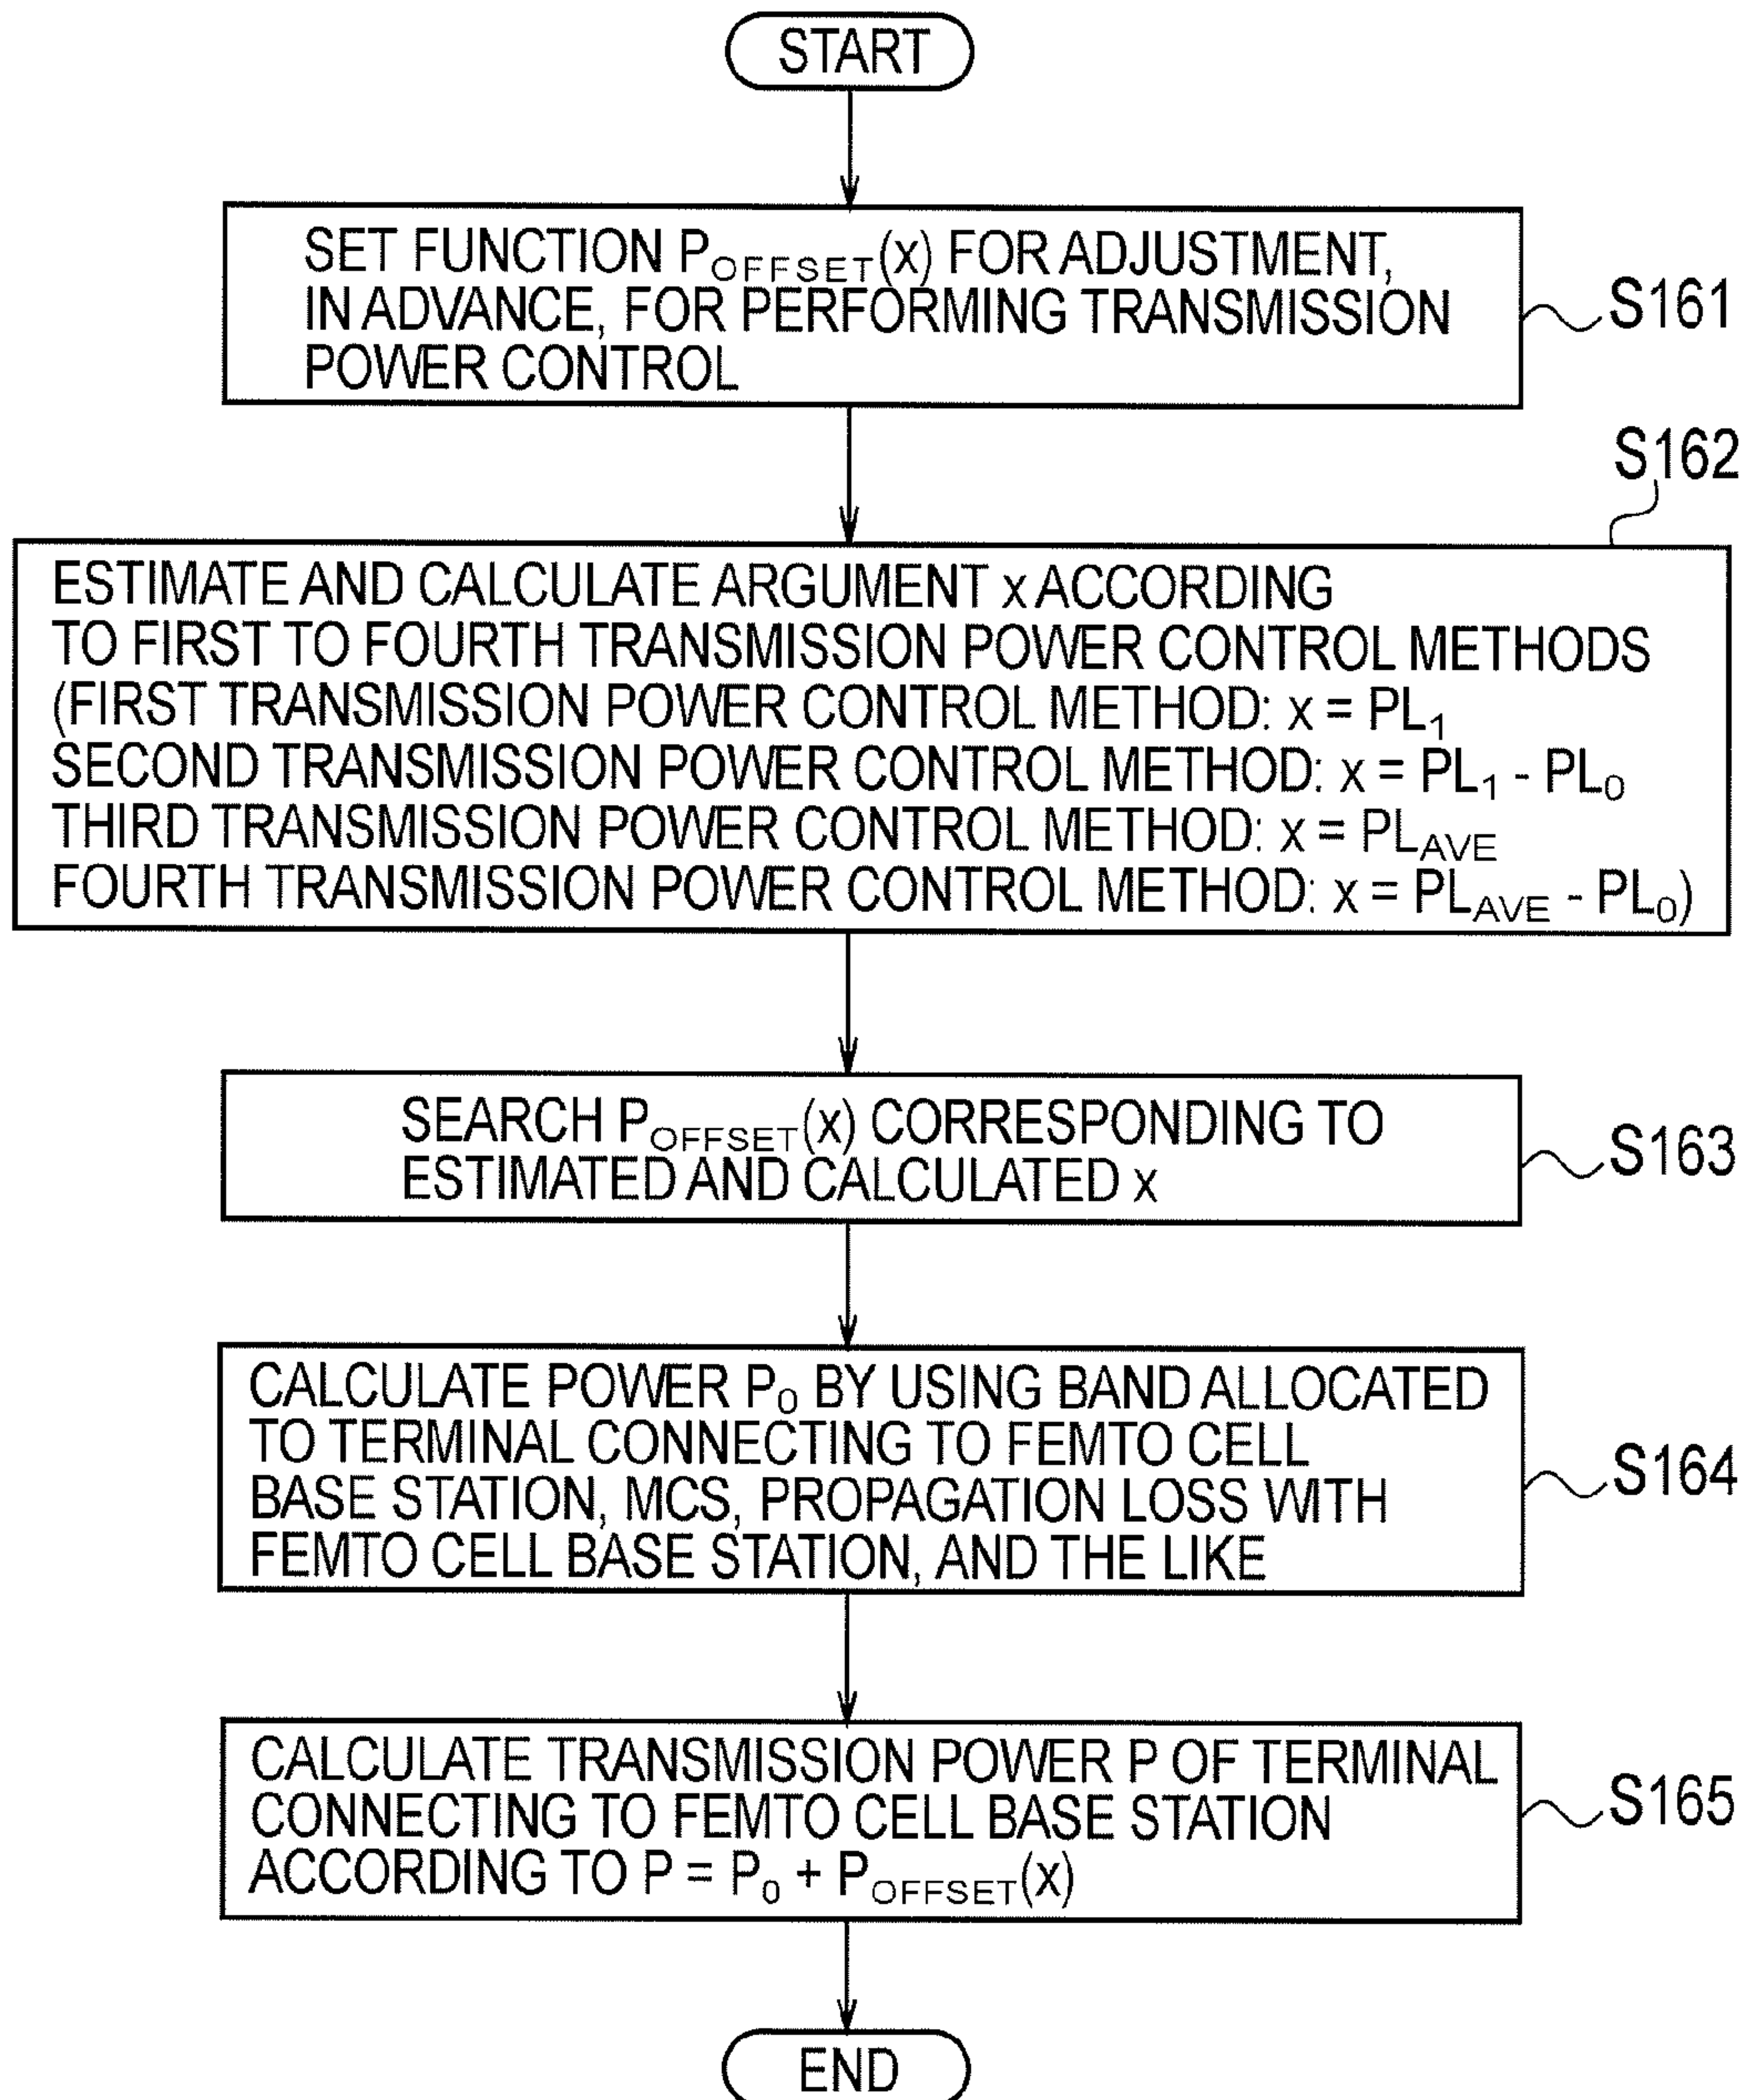 START
SET FUNCTION P_OFFSET(x) FOR ADJUSTMENT,
IN ADVANCE, FOR PERFORMING TRANSMISSION
POWER CONTROL
S161
S162
ESTIMATE AND CALCULATE ARGUMENT x ACCORDING
TO FIRST TO FOURTH TRANSMISSION POWER CONTROL METHODS
(FIRST TRANSMISSION POWER CONTROL METHOD: x = PL₁
SECOND TRANSMISSION POWER CONTROL METHOD: x = PL₁ - PL₀
THIRD TRANSMISSION POWER CONTROL METHOD: x = PL_AVE
FOURTH TRANSMISSION POWER CONTROL METHOD: x = PL_AVE - PL₀)
SEARCH P_OFFSET(x) CORRESPONDING TO
ESTIMATED AND CALCULATED x
S163
CALCULATE POWER P₀ BY USING BAND ALLOCATED
TO TERMINAL CONNECTING TO FEMTO CELL
BASE STATION, MCS, PROPAGATION LOSS WITH
FEMTO CELL BASE STATION, AND THE LIKE
S164
CALCULATE TRANSMISSION POWER P OF TERMINAL
CONNECTING TO FEMTO CELL BASE STATION
ACCORDING TO P = P₀ + P_OFFSET(x)
S165
END